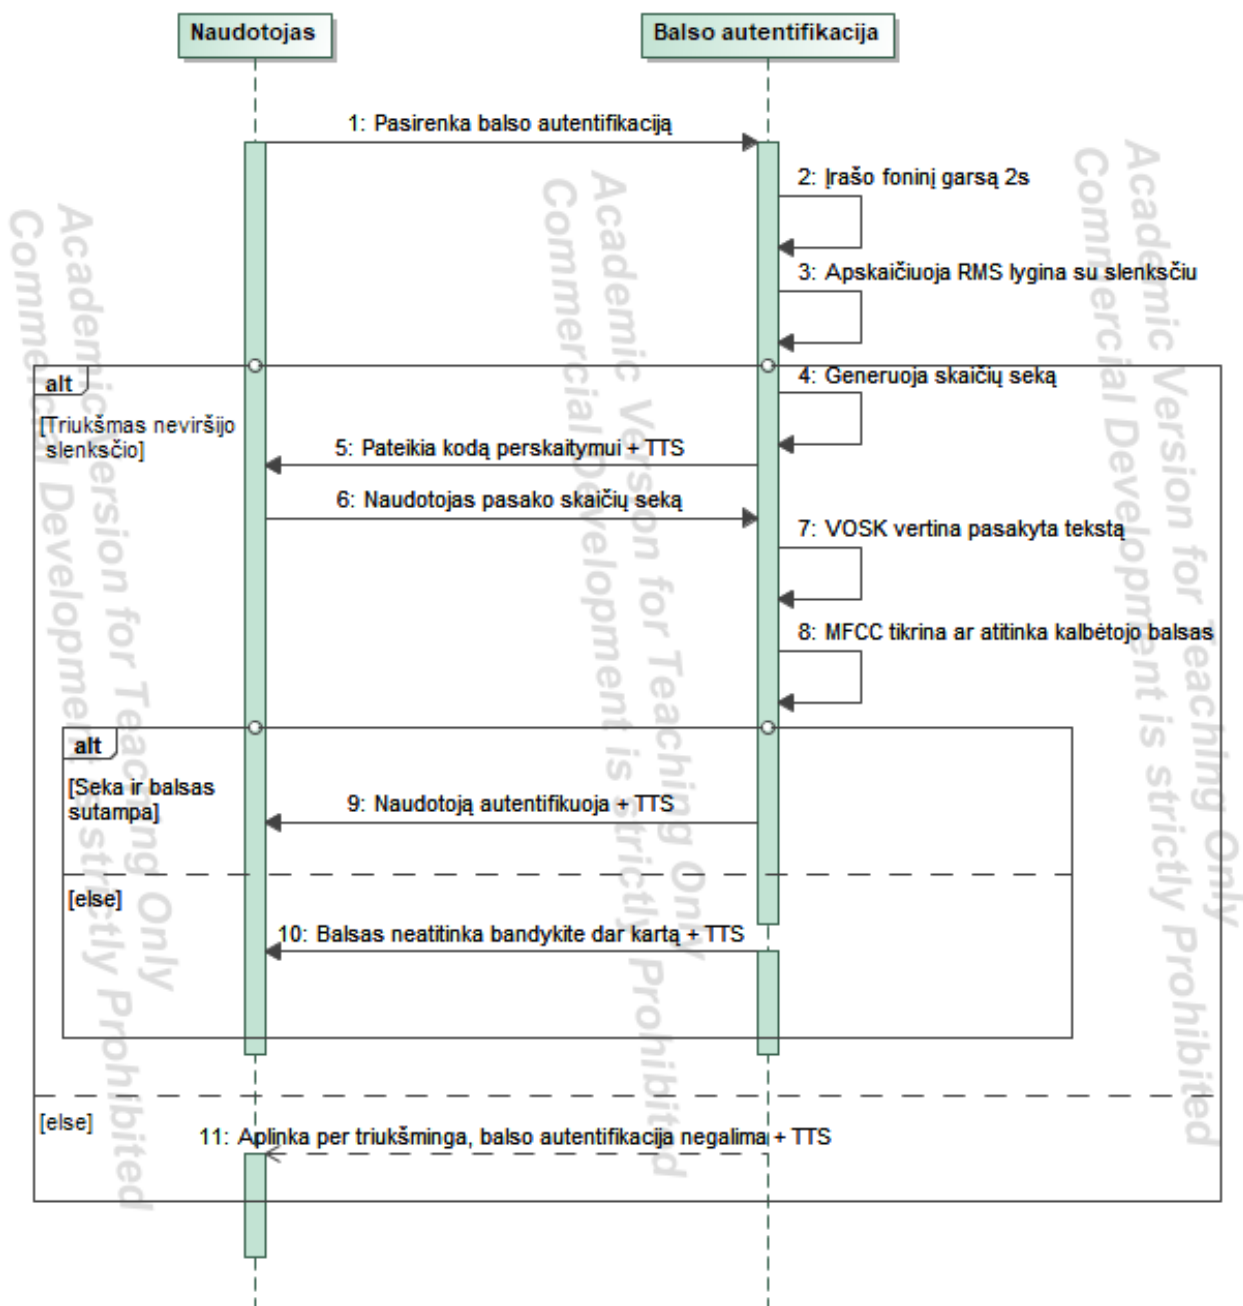 Naudotojas
Balso autentifikacija
1: Pasirenka balso autentifikaciją
2: Įrašo foninį garsą 2s
3: Apskaičiuoja RMS lygina su slenksčiu
alt
4: Generuoja skaičių seką
[Triukšmas neviršijo
slenksčio]
5: Pateikia kodą perskaitymui + TTS
6: Naudotojas pasako skaičių seką
7: VOSK vertina pasakyta tekstą
8: MFCC tikrina ar atitinka kalbėtojo balsas
alt
[Seka ir balsas
sutampa]
9: Naudotoją autentifikuoja + TTS
[else]
10: Balsas neatitinka bandykite dar kartą + TTS
[else]
11: Aplinka per triukšminga, balso autentifikacija negalima + TTS
Academic Version for Teaching Only
Commercial Development is strictly Prohibited
Academic Version for Teaching Only
Commercial Development is strictly Prohibited
Academic Version for Teaching Only
Commercial Development is strictly Prohibited